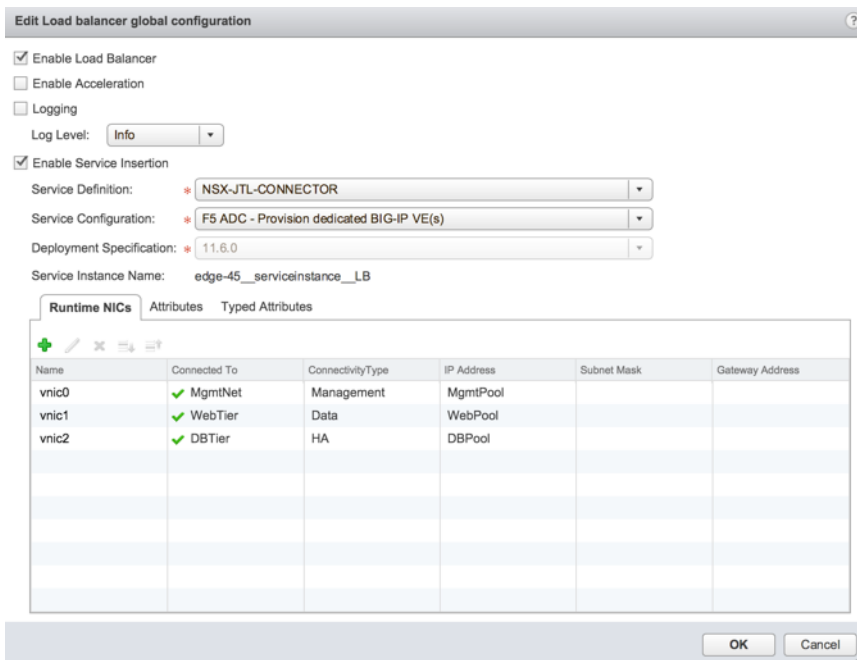 Edit Load balancer global configuration ?
Enable Load Balancer
Enable Acceleration
Logging
Log Level: Info
Enable Service Insertion
Service Definition: * NSX-JTL-CONNECTOR
Service Configuration: * F5 ADC - Provision dedicated BIG-IP VE(s)
Deployment Specification: * 11.6.0
Service Instance Name: edge-45__serviceinstance__LB
Runtime NICs Attributes Typed Attributes
Name Connected To ConnectivityType IP Address Subnet Mask Gateway Address
vnic0 MgmtNet Management MgmtPool
vnic1 WebTier Data WebPool
vnic2 DBTier HA DBPool
OK Cancel